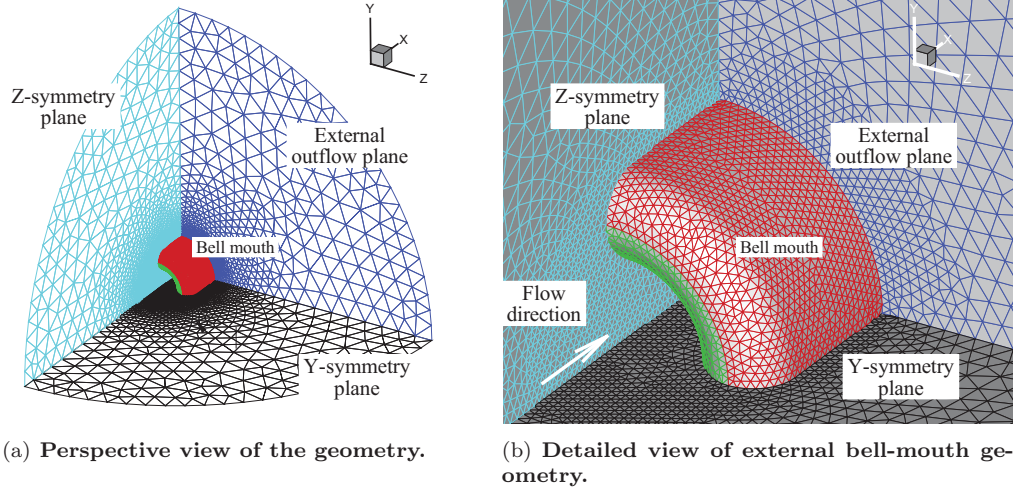 Y
X
Z
Z-symmetry
plane
External
outflow plane
Bell mouth
Y-symmetry
plane
(a) Perspective view of the geometry.
Y
X
Z
Z-symmetry
plane
External
outflow plane
Bell mouth
Flow
direction
Y-symmetry
plane
(b) Detailed view of external bell-mouth ge-
ometry.